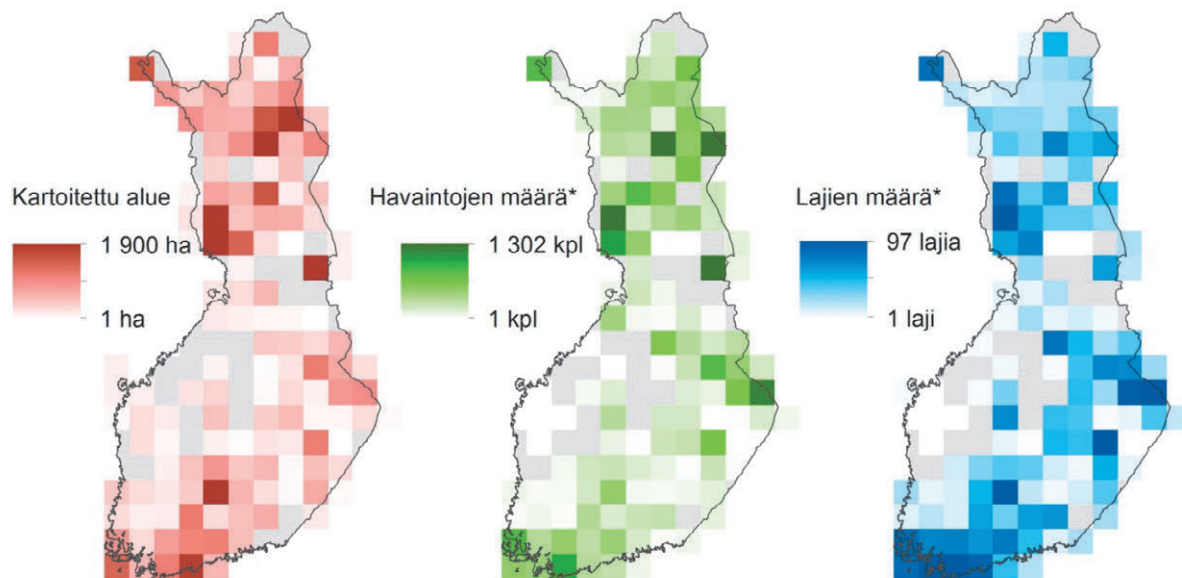 Kartoitettu alue
1 900 ha
1 ha
Havaintojen määrä*
1 302 kpl
1 kpl
Lajien määrä*
97 lajia
1 laji